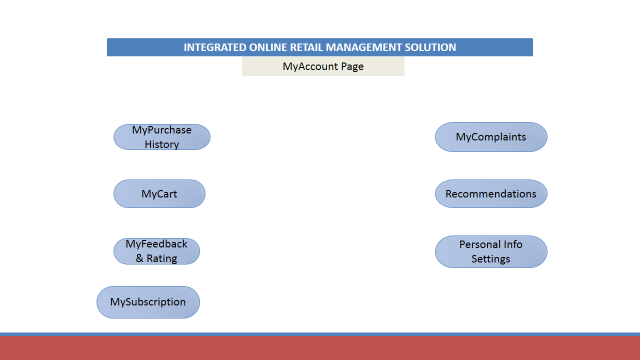 INTEGRATED ONLINE RETAIL MANAGEMENT SOLUTION
MyAccount Page
MyPurchase
History
MyComplaints
MyCart
Recommendations
MyFeedback
& Rating
Personal Info
Settings
MySubscription